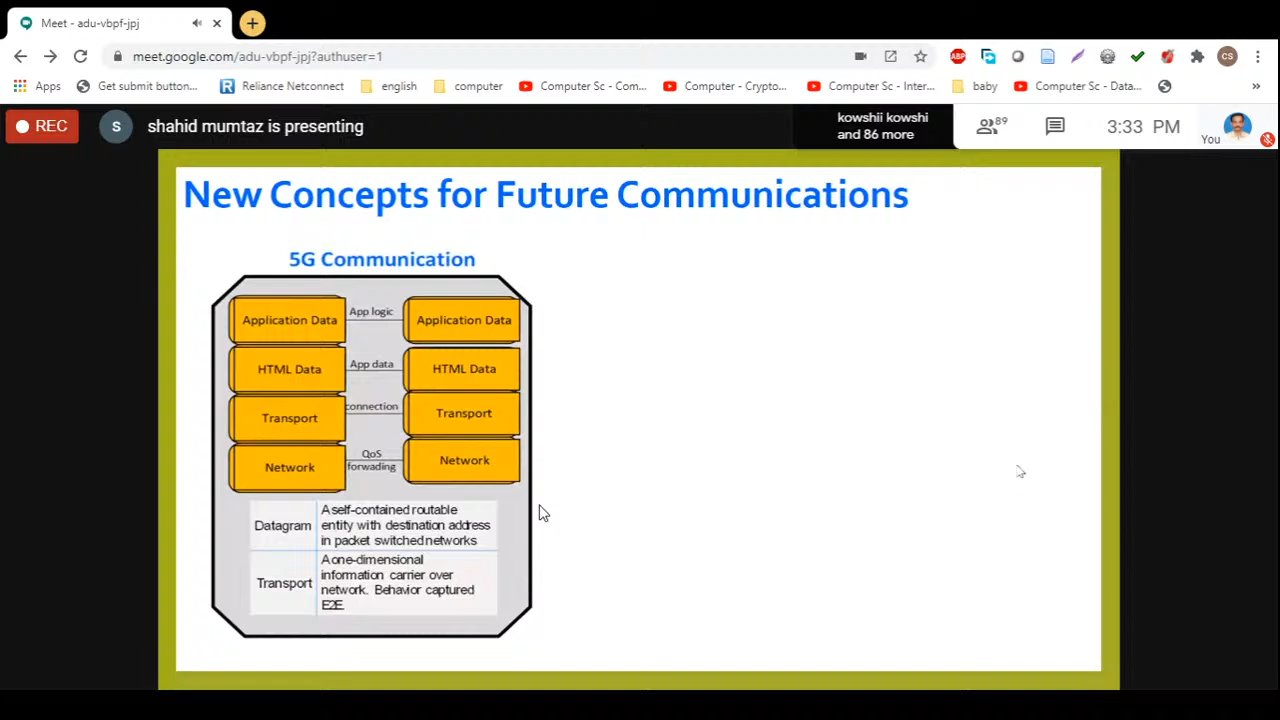 Meet - adu-vbpf-jpj
meet.google.com/adu-vbpf-jpj?authuser=1
ABP
CS
Apps
Get submit button...
R Reliance Netconnect
english
computer
Computer Sc - Com...
Computer - Crypto...
Computer Sc - Inter...
baby
Computer Sc - Data...
REC
S
shahid mumtaz is presenting
kowshii kowshi
and 86 more
89
3:33 PM
You
New Concepts for Future Communications
5G Communication
Application Data
App logic
Application Data
HTML Data
App data
HTML Data
Transport
connection
Transport
Network
QoS
forwading
Network
Datagram
A self-contained routable
entity with destination address
in packet switched networks
Transport
A one-dimensional
information carrier over
network. Behavior captured
E2E